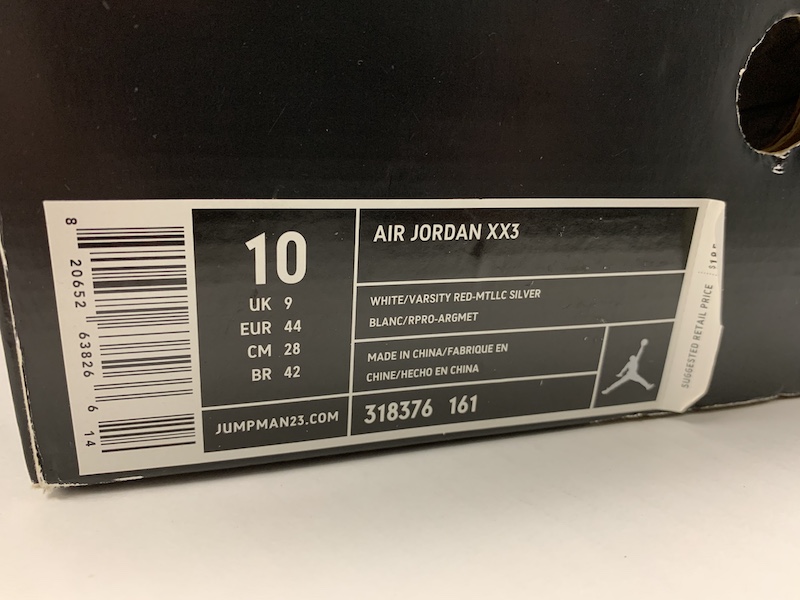 8 20652 63826 6 14
10
UK 9
EUR 44
CM 28
BR 42
JUMPMAN23.COM
AIR JORDAN XX3
WHITE/VARSITY RED-MTLLC SILVER
BLANC/RPRO-ARGMET
MADE IN CHINA/FABRIQUE EN
CHINE/HECHO EN CHINA
318376 161
SUGGESTED RETAIL PRICE